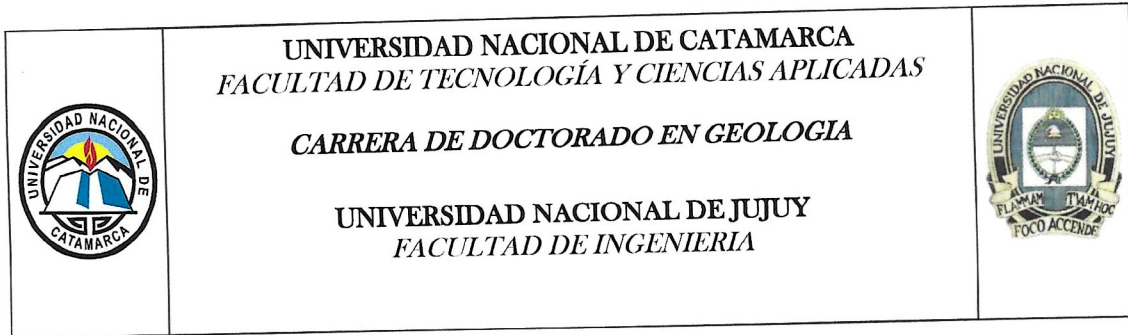 UNIVERSIDAD NACIONAL DE CATAMARCA
FACULTAD DE TECNOLOGÍA Y CIENCIAS APLICADAS
CARRERA DE DOCTORADO EN GEOLOGIA
UNIVERSIDAD NACIONAL DE JUJUY
FACULTAD DE INGENIERIA
UNIVERSIDAD NACIONAL DE
CATAMARCA
UNIVERSIDAD NACIONAL DE JUJUY
FLAMMAM
FOCO ACCENDE